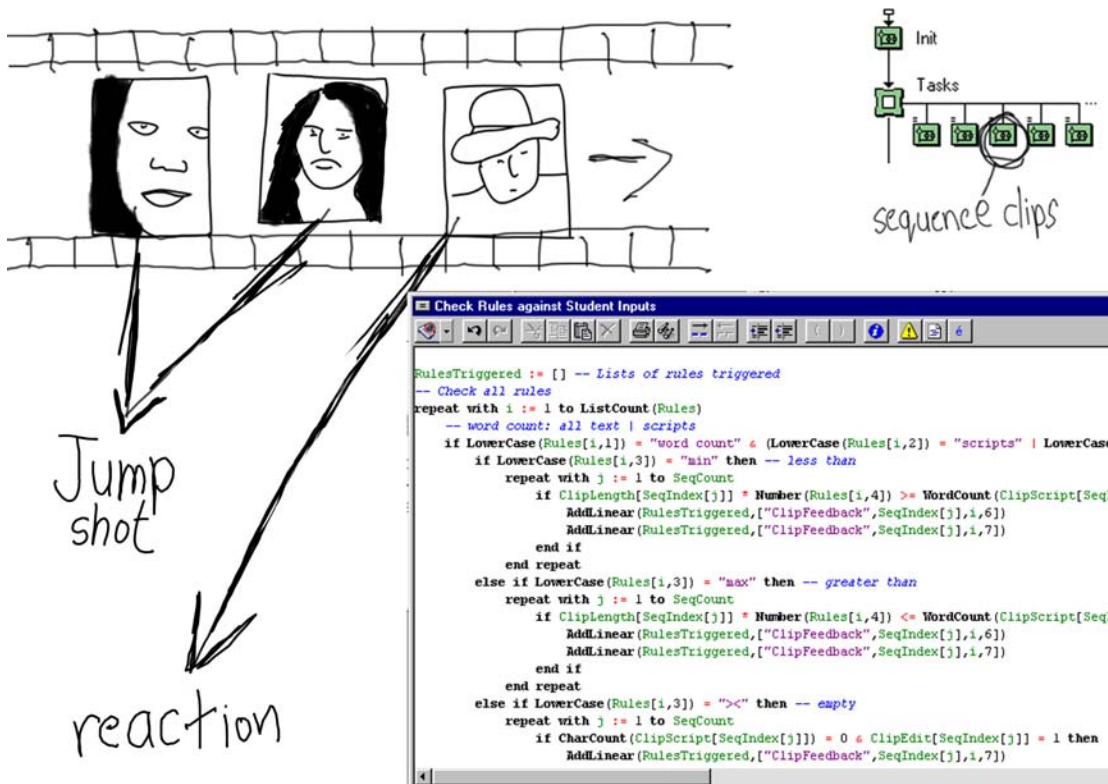 Init
Tasks
...
sequence clips
Jump
shot
reaction
Check Rules against Student Inputs
RulesTriggered := [] -- Lists of rules triggered
-- Check all rules
repeat with i := 1 to ListCount(Rules)
-- word count: all text | scripts
if LowerCase(Rules[i,1]) = "word count" & (LowerCase(Rules[i,2]) = "scripts" | LowerCase
if LowerCase(Rules[i,3]) = "min" then -- less than
repeat with j := 1 to SeqCount
if ClipLength[SeqIndex[j]] * Number(Rules[i,4]) >= WordCount(ClipScript[Seq
AddLinear(RulesTriggered,["ClipFeedback",SeqIndex[j],i,6])
AddLinear(RulesTriggered,["ClipFeedback",SeqIndex[j],i,7])
end if
end repeat
else if LowerCase(Rules[i,3]) = "max" then -- greater than
repeat with j := 1 to SeqCount
if ClipLength[SeqIndex[j]] * Number(Rules[i,4]) <= WordCount(ClipScript[Seq
AddLinear(RulesTriggered,["ClipFeedback",SeqIndex[j],i,6])
AddLinear(RulesTriggered,["ClipFeedback",SeqIndex[j],i,7])
end if
end repeat
else if LowerCase(Rules[i,3]) = "><" then -- empty
repeat with j := 1 to SeqCount
if CharCount(ClipScript[SeqIndex[j]]) = 0 & ClipEdit[SeqIndex[j]] = 1 then
AddLinear(RulesTriggered,["ClipFeedback",SeqIndex[j],i,7])